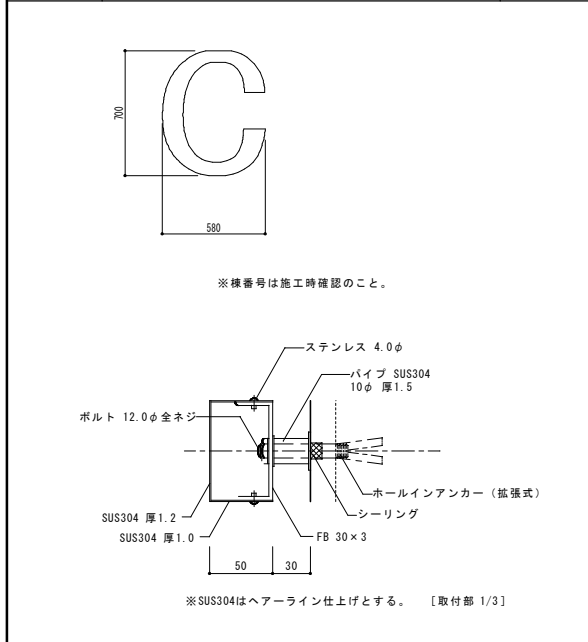 C
700
580
※棟番号は施工時確認のこと。
ステンレス 4.0φ
パイプ SUS304
10φ 厚1.5
ボルト 12.0φ全ネジ
ホールインアンカー（拡張式）
シーリング
SUS304 厚1.2
SUS304 厚1.0
FB 30×3
50
30
※SUS304はヘアーライン仕上げとする。 ［取付部 1/3］